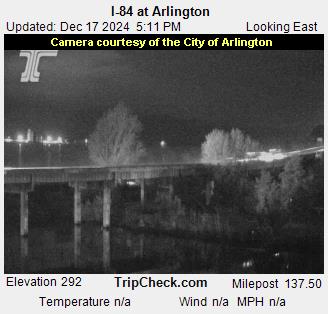 I-84 at Arlington
Updated: Dec 17 2024 5:11 PM Looking East
Camera courtesy of the City of Arlington
Elevation 292 TripCheck.com Milepost 137.50
Temperature n/a Wind n/a MPH n/a